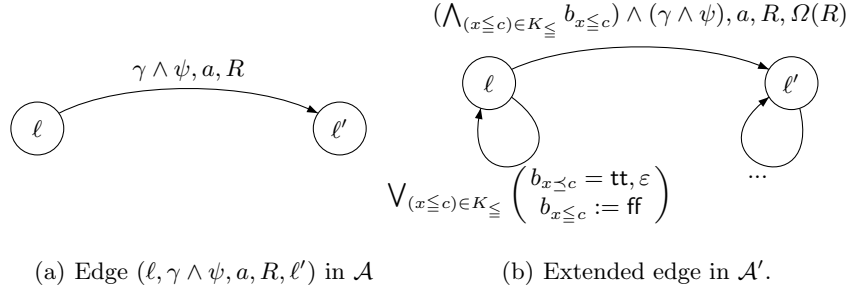 (⋀_{(x≦c)∈K_≦} b_{x≦c}) ∧ (γ ∧ ψ), a, R, Ω(R)
γ ∧ ψ, a, R
ℓ ℓ′ ℓ ℓ′
...
⋁_{(x≦c)∈K_≦} ( b_{x⪯c} = tt, ε
b_{x≦c} := ff )
(a) Edge (ℓ, γ ∧ ψ, a, R, ℓ′) in 𝒜
(b) Extended edge in 𝒜′.